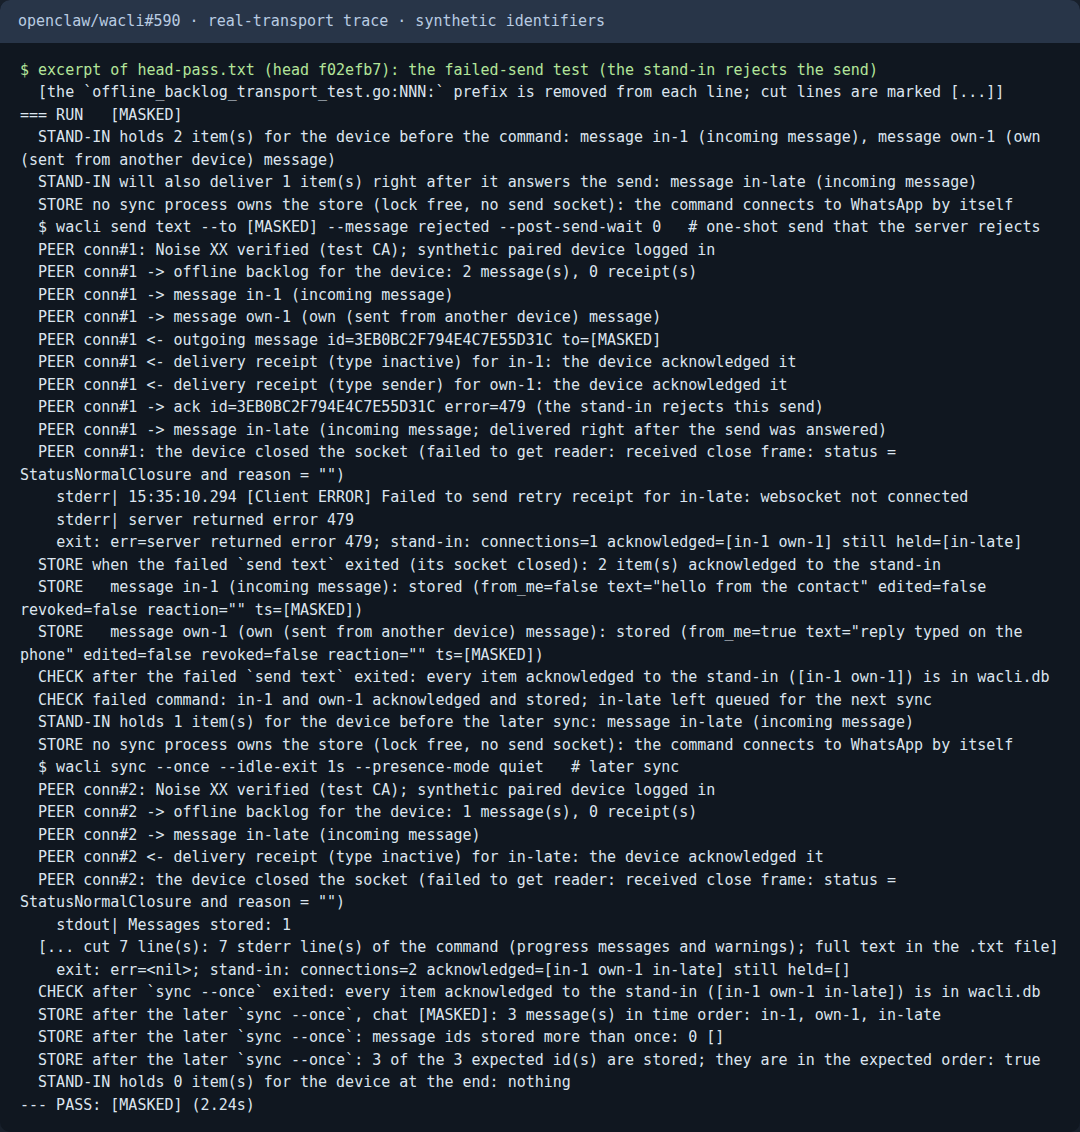 openclaw/wacli#590 · real-transport trace · synthetic identifiers
$ excerpt of head-pass.txt (head f02efb7): the failed-send test (the stand-in rejects the send)
[the `offline_backlog_transport_test.go:NNN:` prefix is removed from each line; cut lines are marked [...]]
=== RUN   [MASKED]
STAND-IN holds 2 item(s) for the device before the command: message in-1 (incoming message), message own-1 (own
(sent from another device) message)
STAND-IN will also deliver 1 item(s) right after it answers the send: message in-late (incoming message)
STORE no sync process owns the store (lock free, no send socket): the command connects to WhatsApp by itself
$ wacli send text --to [MASKED] --message rejected --post-send-wait 0   # one-shot send that the server rejects
PEER conn#1: Noise XX verified (test CA); synthetic paired device logged in
PEER conn#1 -> offline backlog for the device: 2 message(s), 0 receipt(s)
PEER conn#1 -> message in-1 (incoming message)
PEER conn#1 -> message own-1 (own (sent from another device) message)
PEER conn#1 <- outgoing message id=3EB0BC2F794E4C7E55D31C to=[MASKED]
PEER conn#1 <- delivery receipt (type inactive) for in-1: the device acknowledged it
PEER conn#1 <- delivery receipt (type sender) for own-1: the device acknowledged it
PEER conn#1 -> ack id=3EB0BC2F794E4C7E55D31C error=479 (the stand-in rejects this send)
PEER conn#1 -> message in-late (incoming message; delivered right after the send was answered)
PEER conn#1: the device closed the socket (failed to get reader: received close frame: status =
StatusNormalClosure and reason = "")
stderr| 15:35:10.294 [Client ERROR] Failed to send retry receipt for in-late: websocket not connected
stderr| server returned error 479
exit: err=server returned error 479; stand-in: connections=1 acknowledged=[in-1 own-1] still held=[in-late]
STORE when the failed `send text` exited (its socket closed): 2 item(s) acknowledged to the stand-in
STORE   message in-1 (incoming message): stored (from_me=false text="hello from the contact" edited=false
revoked=false reaction="" ts=[MASKED])
STORE   message own-1 (own (sent from another device) message): stored (from_me=true text="reply typed on the
phone" edited=false revoked=false reaction="" ts=[MASKED])
CHECK after the failed `send text` exited: every item acknowledged to the stand-in ([in-1 own-1]) is in wacli.db
CHECK failed command: in-1 and own-1 acknowledged and stored; in-late left queued for the next sync
STAND-IN holds 1 item(s) for the device before the later sync: message in-late (incoming message)
STORE no sync process owns the store (lock free, no send socket): the command connects to WhatsApp by itself
$ wacli sync --once --idle-exit 1s --presence-mode quiet   # later sync
PEER conn#2: Noise XX verified (test CA); synthetic paired device logged in
PEER conn#2 -> offline backlog for the device: 1 message(s), 0 receipt(s)
PEER conn#2 -> message in-late (incoming message)
PEER conn#2 <- delivery receipt (type inactive) for in-late: the device acknowledged it
PEER conn#2: the device closed the socket (failed to get reader: received close frame: status =
StatusNormalClosure and reason = "")
stdout| Messages stored: 1
[... cut 7 line(s): 7 stderr line(s) of the command (progress messages and warnings); full text in the .txt file]
exit: err=<nil>; stand-in: connections=2 acknowledged=[in-1 own-1 in-late] still held=[]
CHECK after `sync --once` exited: every item acknowledged to the stand-in ([in-1 own-1 in-late]) is in wacli.db
STORE after the later `sync --once`, chat [MASKED]: 3 message(s) in time order: in-1, own-1, in-late
STORE after the later `sync --once`: message ids stored more than once: 0 []
STORE after the later `sync --once`: 3 of the 3 expected id(s) are stored; they are in the expected order: true
STAND-IN holds 0 item(s) for the device at the end: nothing
--- PASS: [MASKED] (2.24s)